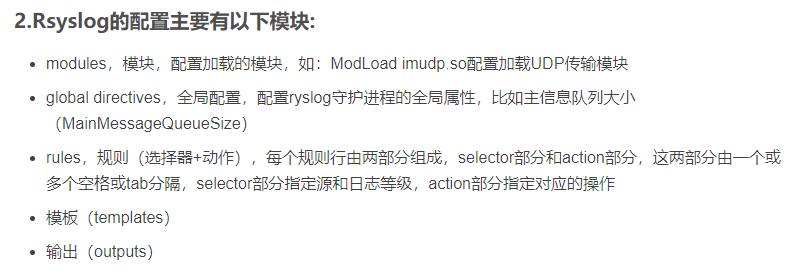 2.Rsyslog的配置主要有以下模块:
modules，模块，配置加载的模块，如：ModLoad imudp.so配置加载UDP传输模块
global directives，全局配置，配置ryslog守护进程的全局属性，比如主信息队列大小
（MainMessageQueueSize）
rules，规则（选择器+动作），每个规则行由两部分组成，selector部分和action部分，这两部分由一个或
多个空格或tab分隔，selector部分指定源和日志等级，action部分指定对应的操作
模板（templates）
输出（outputs）